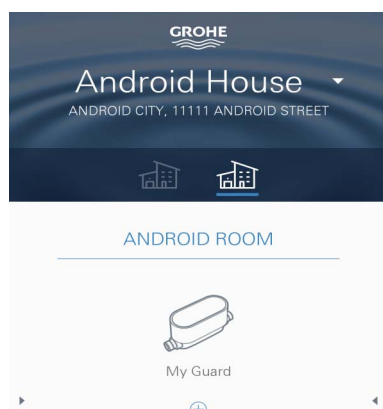 GROHE
Android House
ANDROID CITY, 11111 ANDROID STREET
ANDROID ROOM
My Guard